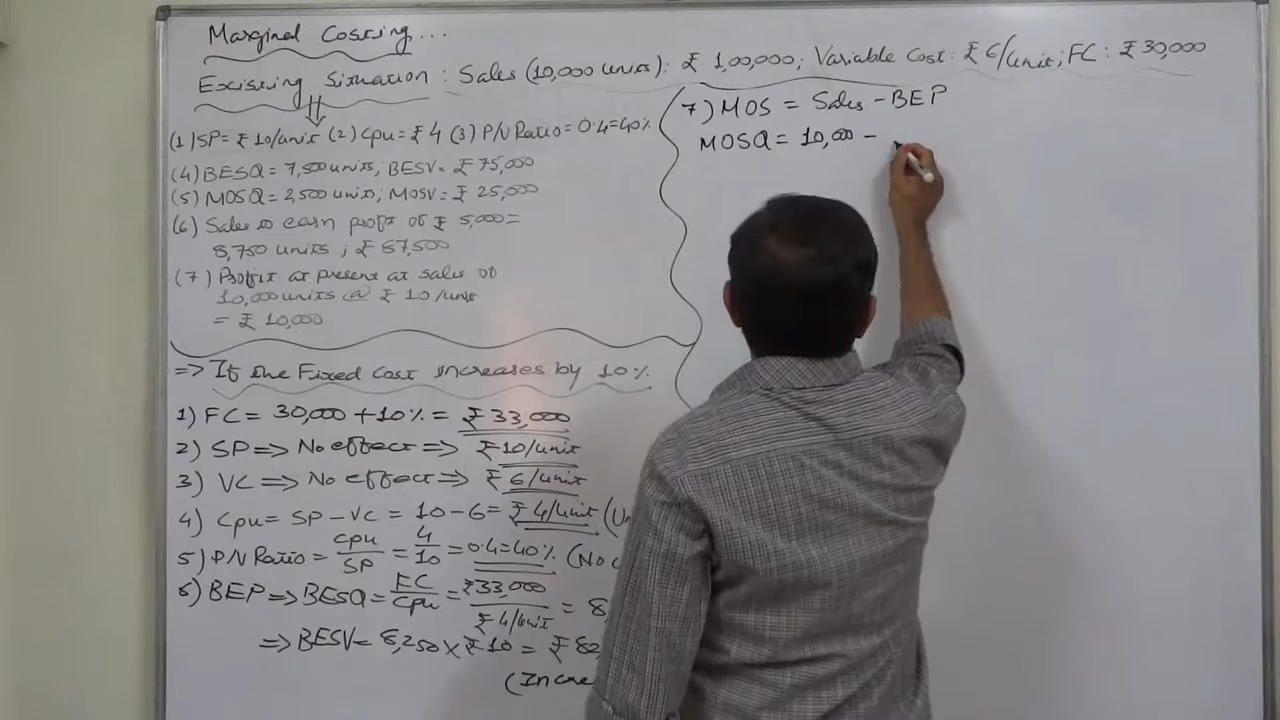 Marginal Costing...
Existing Situation : Sales (10,000 units): ₹ 1,00,000; Variable Cost: ₹ 6/unit; FC : ₹ 30,000
(1) SP= ₹ 10/unit (2) Cpu= ₹ 4 (3) P/V Ratio= 0.4=40%
(4) BESQ= 7,500 units; BESV= ₹ 75,000
(5) MOSQ= 2,500 units; MOSV= ₹ 25,000
(6) Sales to earn profit of ₹ 5,000=
8,750 units ; ₹ 87,500
(7) Profit at present at sales of
10,000 units @ ₹ 10/unit
= ₹ 10,000
=> If the Fixed Cost increases by 10%
1) FC = 30,000 + 10% = ₹ 33,000
2) SP => No effect => ₹ 10/unit
3) VC => No effect => ₹ 6/unit
4) Cpu= SP - VC = 10 - 6= ₹ 4/unit
5) P/V Ratio= Cpu/SP = 4/10 = 0.4=40% (No
6) BEP => BESQ= FC/Cpu = ₹33,000/₹ 4/unit = 8,
=> BESV= 8,250 x ₹ 10 = ₹ 82,
7) MOS = Sales - BEP
MOSQ = 10,000 -